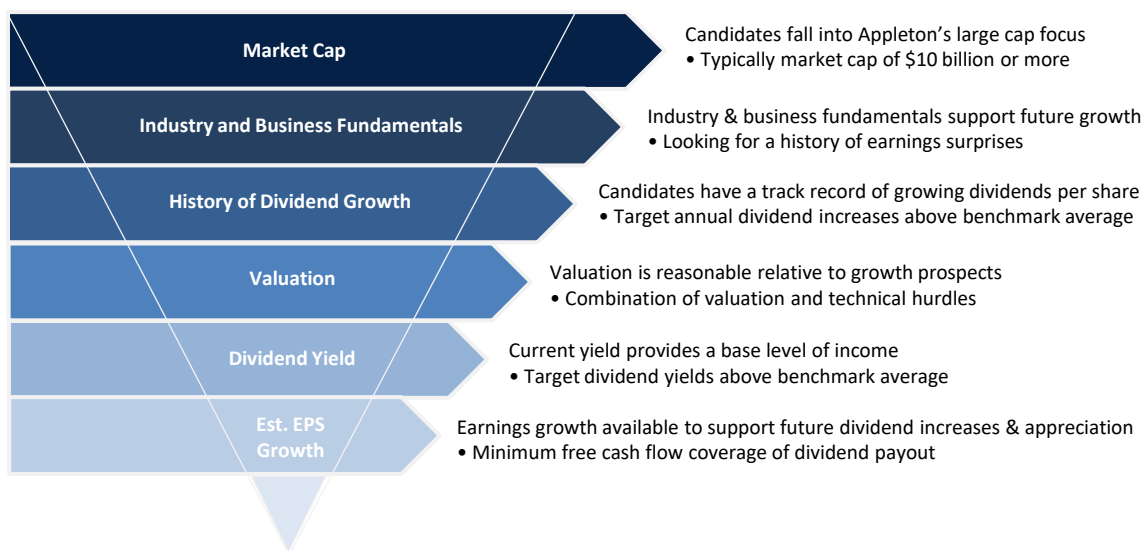 Market Cap
Candidates fall into Appleton’s large cap focus
• Typically market cap of $10 billion or more
Industry and Business Fundamentals
Industry & business fundamentals support future growth
• Looking for a history of earnings surprises
History of Dividend Growth
Candidates have a track record of growing dividends per share
• Target annual dividend increases above benchmark average
Valuation
Valuation is reasonable relative to growth prospects
• Combination of valuation and technical hurdles
Dividend Yield
Current yield provides a base level of income
• Target dividend yields above benchmark average
Est. EPS
Growth
Earnings growth available to support future dividend increases & appreciation
• Minimum free cash flow coverage of dividend payout